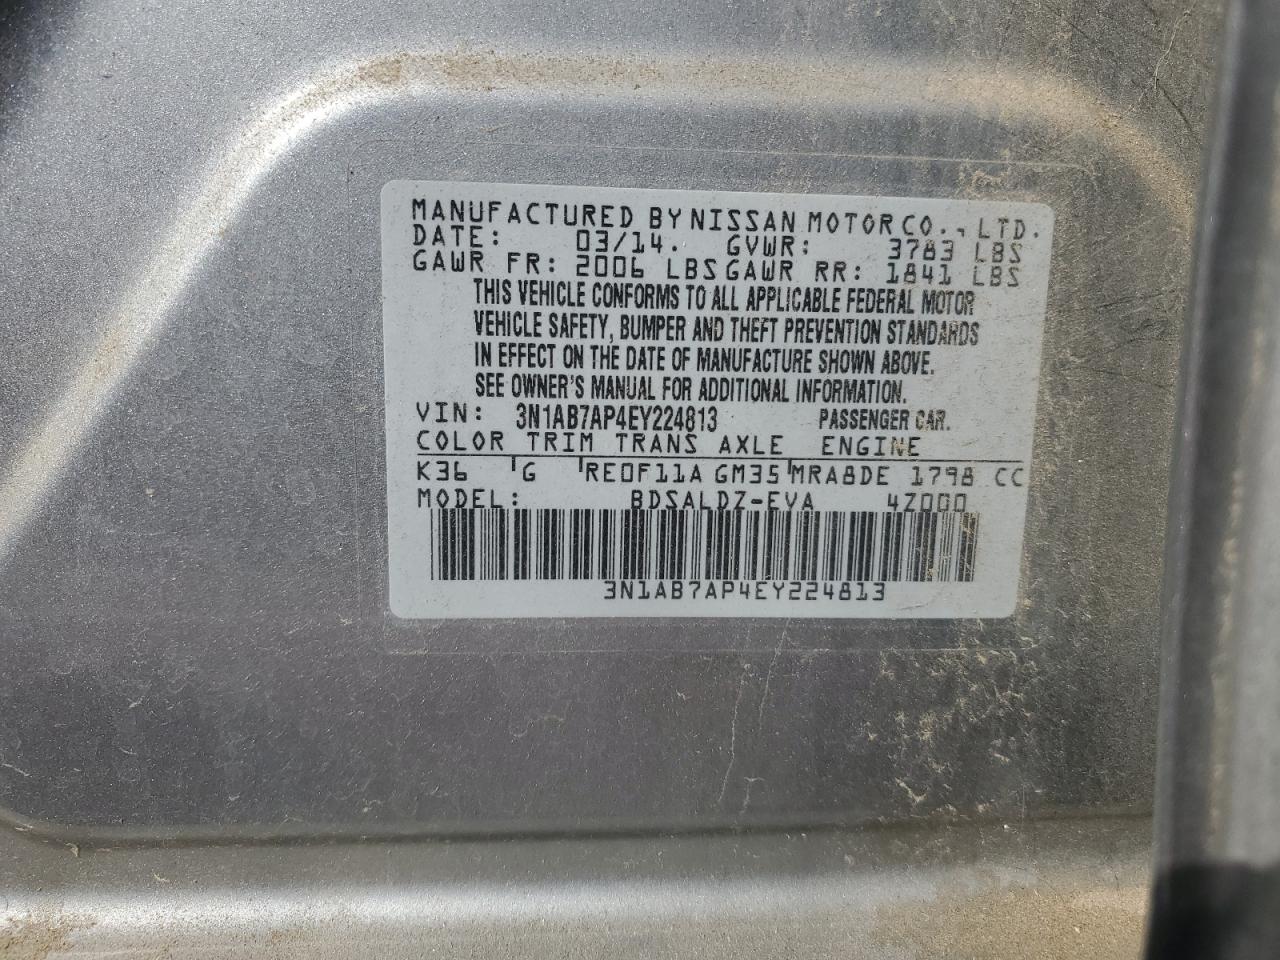 MANUFACTURED BY NISSAN MOTOR CO., LTD.
DATE: 03/14. GVWR: 3783 LBS
GAWR FR: 2006 LBS GAWR RR: 1841 LBS
THIS VEHICLE CONFORMS TO ALL APPLICABLE FEDERAL MOTOR
VEHICLE SAFETY, BUMPER AND THEFT PREVENTION STANDARDS
IN EFFECT ON THE DATE OF MANUFACTURE SHOWN ABOVE.
SEE OWNER'S MANUAL FOR ADDITIONAL INFORMATION.
VIN: 3N1AB7AP4EY224813 PASSENGER CAR.
COLOR TRIM TRANS AXLE ENGINE
K36 G RE0F11A GM35 MRA8DE 1798 CC
MODEL: BDSALDZ-EVA 4Z000
3N1AB7AP4EY224813